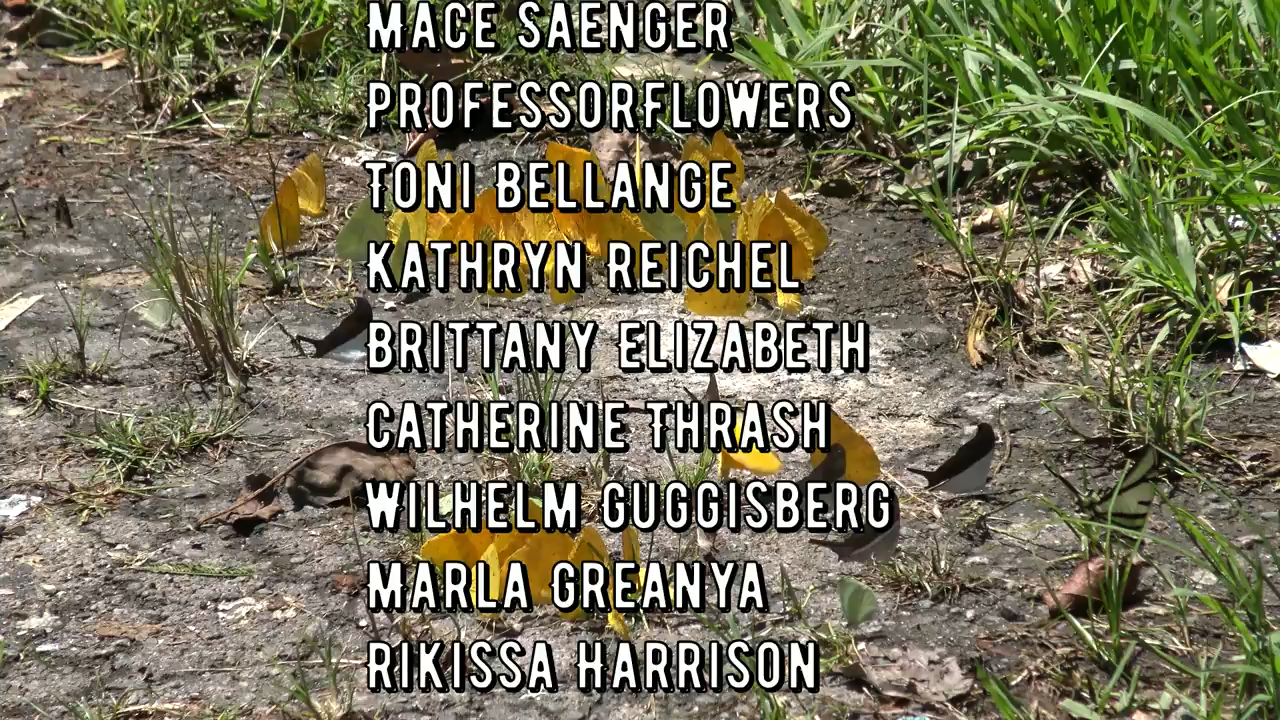 Mace Saenger
ProfessorFlowers
Toni Bellange
Kathryn Reichel
Brittany Elizabeth
Catherine Thrash
Wilhelm Guggisberg
Marla Greanya
Rikissa Harrison